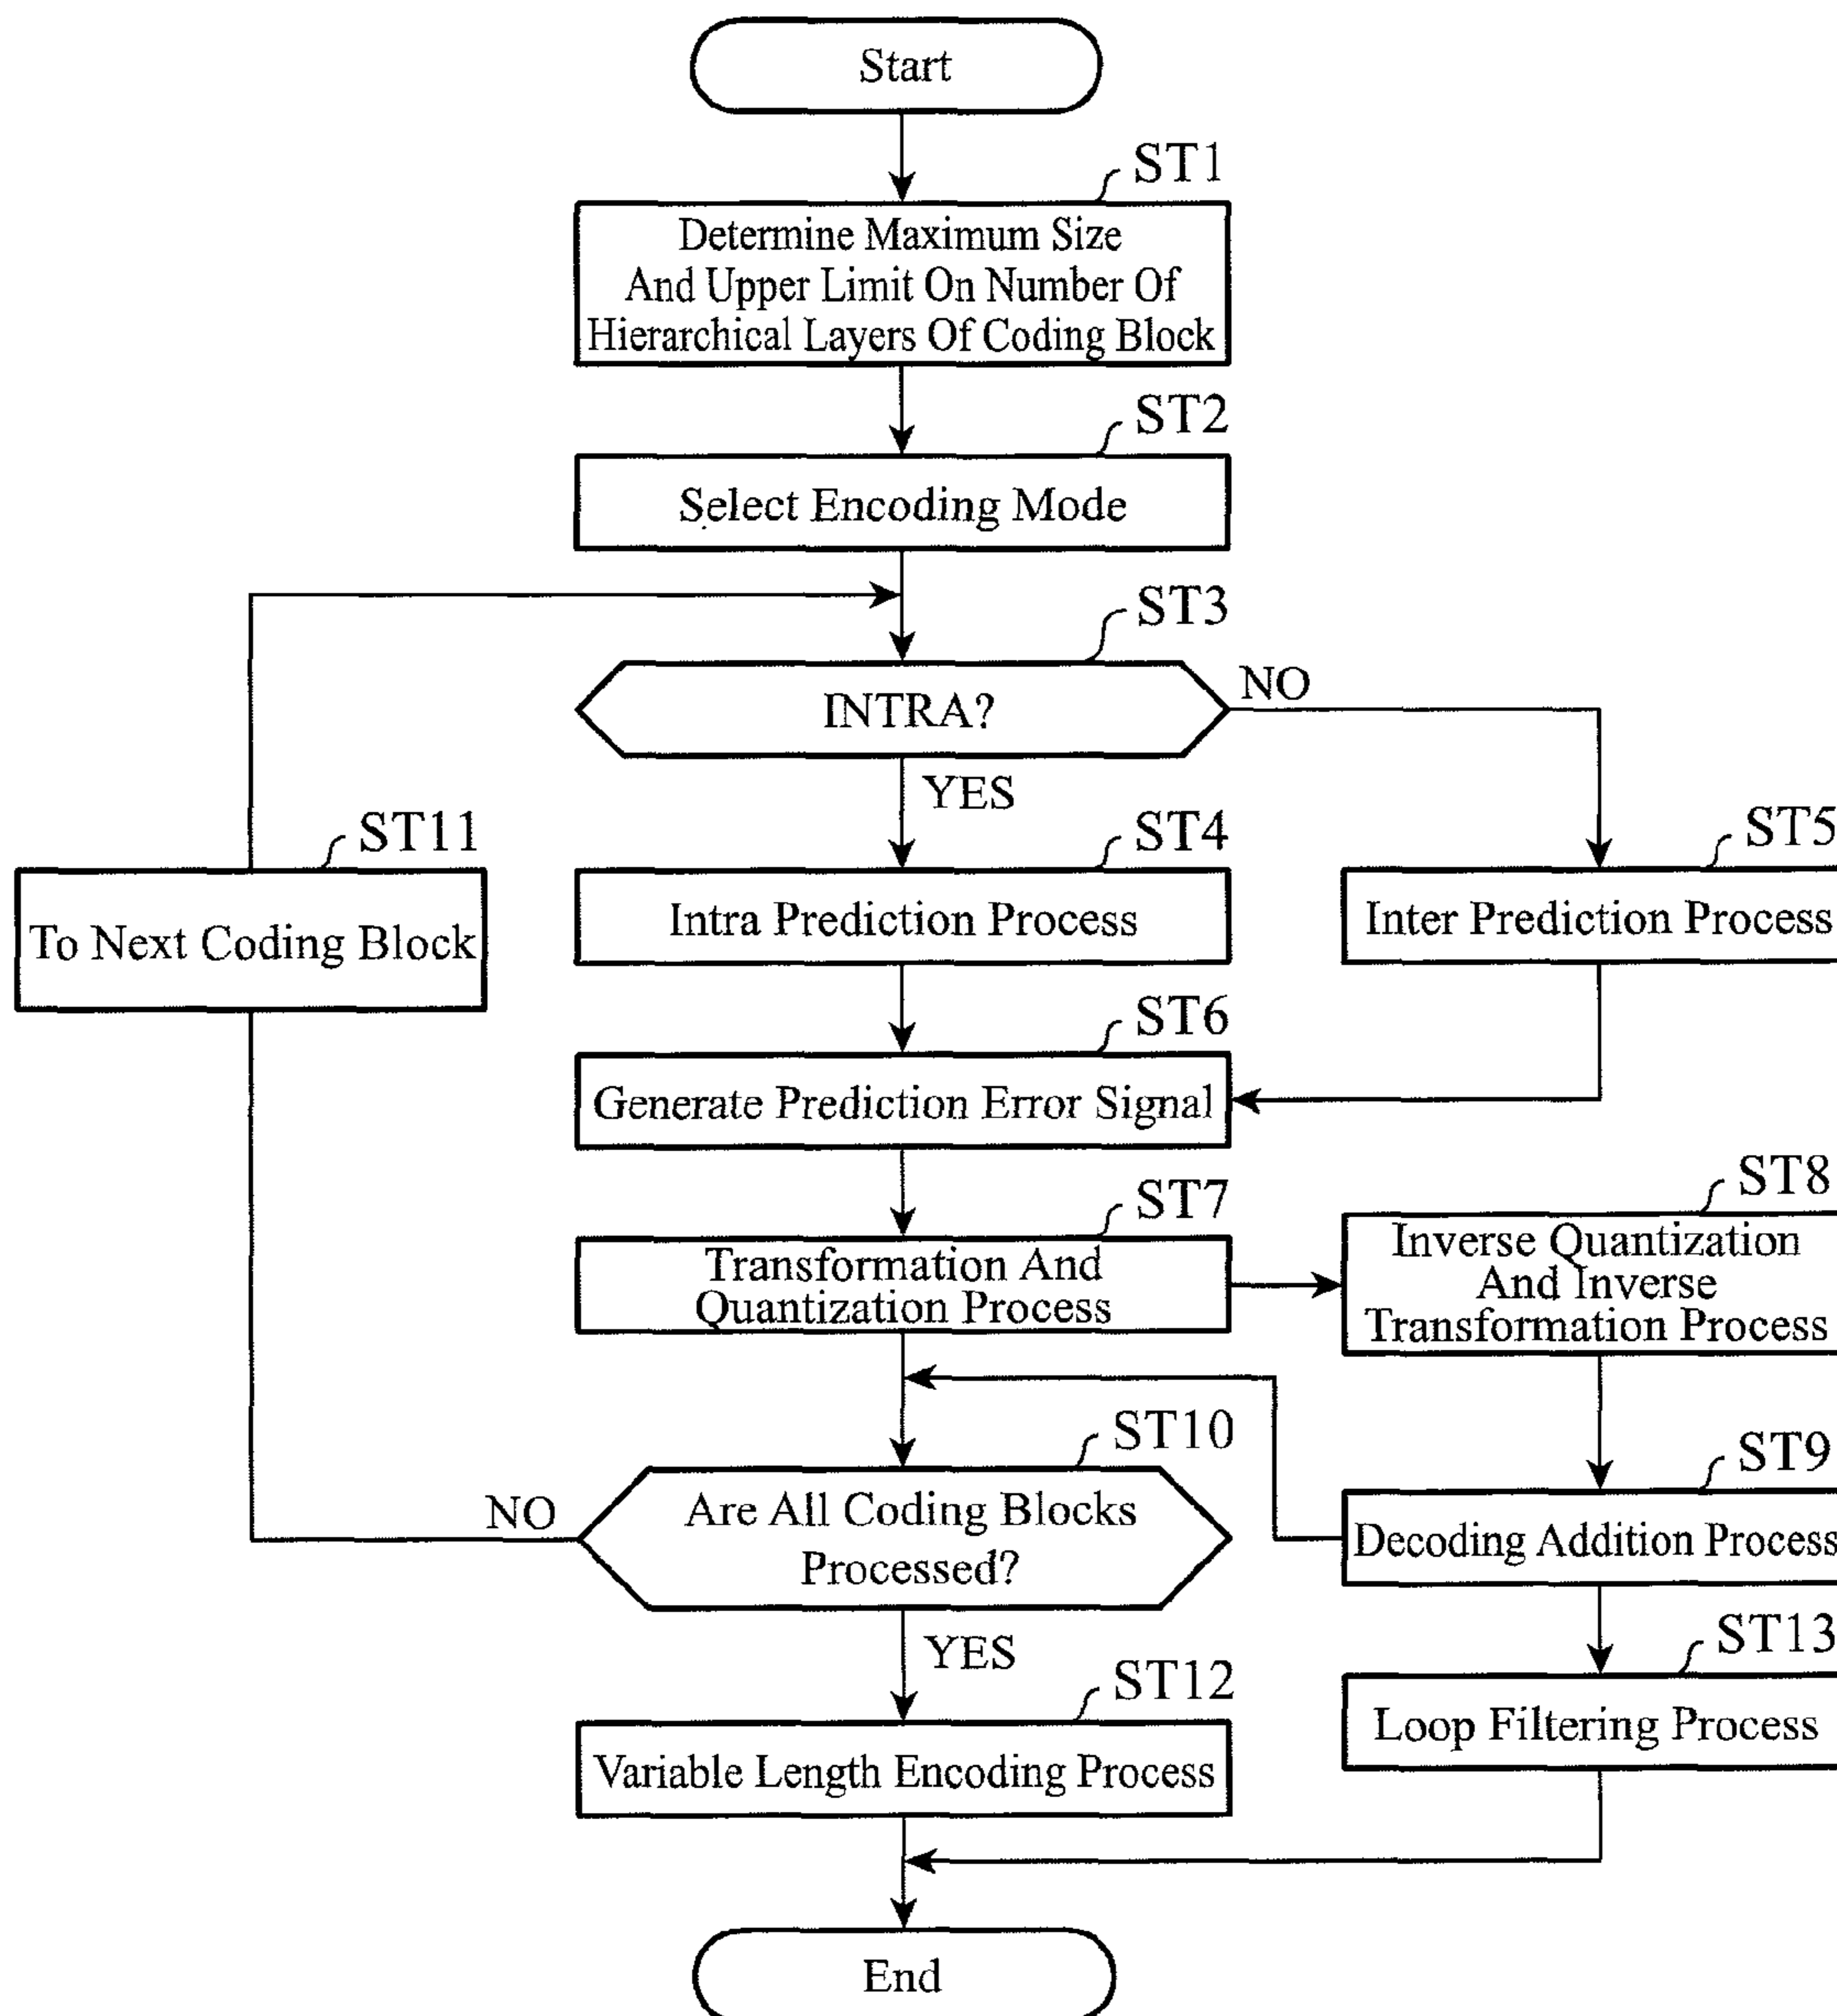 Start
ST1
Determine Maximum Size
And Upper Limit On Number Of
Hierarchical Layers Of Coding Block
ST2
Select Encoding Mode
ST3
INTRA?
NO
YES
ST11
To Next Coding Block
ST4
Intra Prediction Process
ST5
Inter Prediction Process
ST6
Generate Prediction Error Signal
ST7
Transformation And
Quantization Process
ST8
Inverse Quantization
And Inverse
Transformation Process
ST10
Are All Coding Blocks
Processed?
NO
YES
ST9
Decoding Addition Process
ST12
Variable Length Encoding Process
ST13
Loop Filtering Process
End